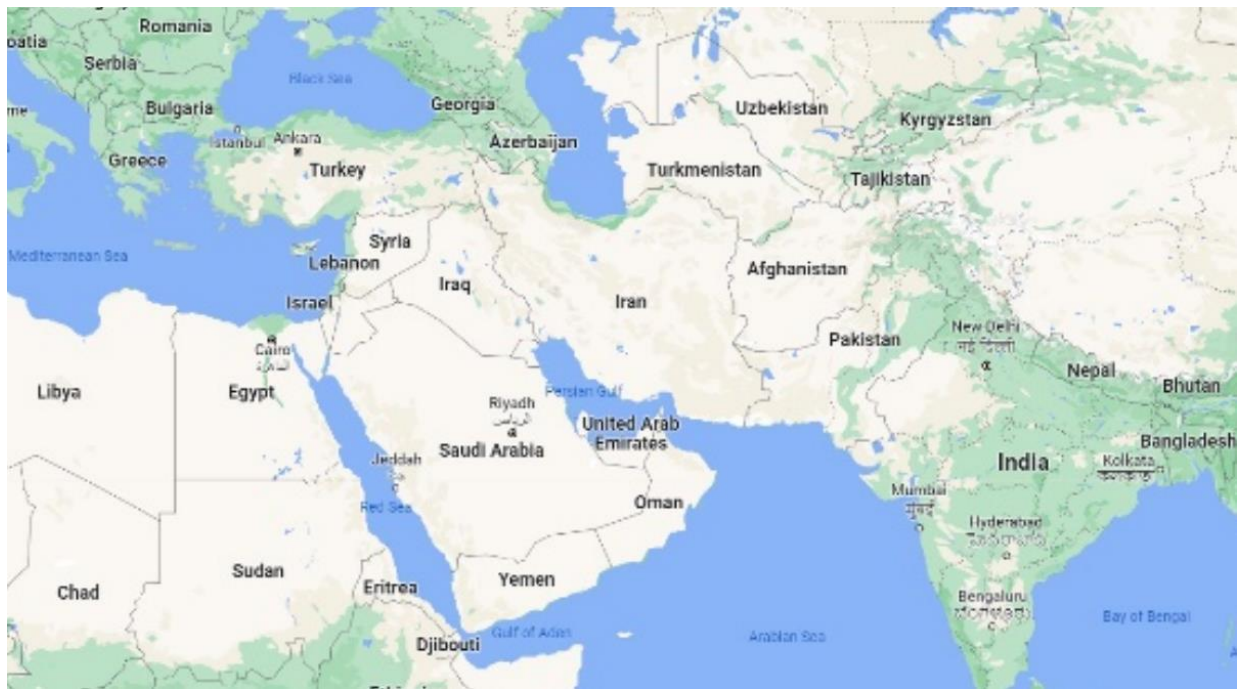 Romania
oatia
Serbia
Black Sea
Bulgaria
Georgia
Uzbekistan
Kyrgyzstan
me
Istanbul
Ankara
Azerbaijan
Greece
Turkey
Turkmenistan
Tajikistan
Syria
Mediterranean Sea
Lebanon
Afghanistan
Iraq
Israel
Iran
New Delhi
नई दिल्ली
Pakistan
Cairo
Nepal
Bhutan
Libya
Egypt
Persian Gulf
Riyadh
الرياض
United Arab
Emirates
Saudi Arabia
Bangladesh
Jeddah
جدة
India
Kolkata
Mumbai
मुंबई
Oman
Red Sea
Hyderabad
Sudan
Yemen
Chad
Eritrea
Bengaluru
Bay of Bengal
Gulf of Aden
Arabian Sea
Djibouti